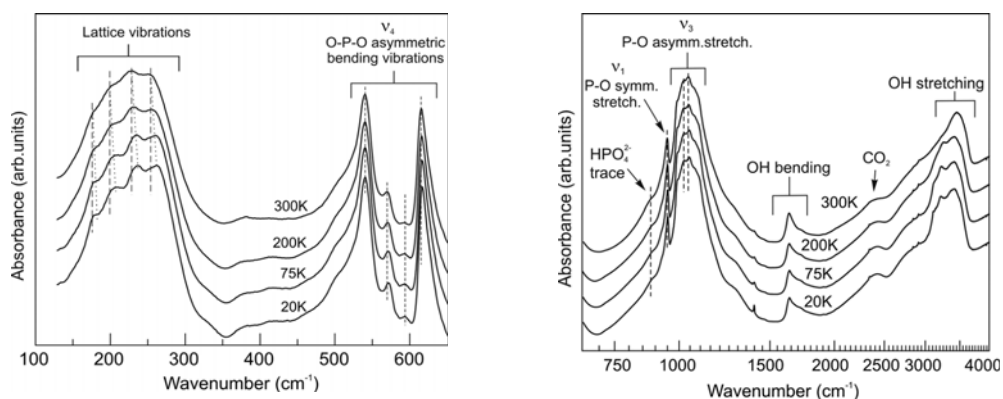 Lattice vibrations
ν₄
O-P-O asymmetric
bending vibrations
300K
200K
75K
20K
Absorbance (arb.units)
100 200 300 400 500 600
Wavenumber (cm⁻¹)
ν₃
P-O asymm.stretch.
ν₁
P-O symm.
stretch.
HPO₄²⁻
trace
OH bending
OH stretching
CO₂
300K
200K
75K
20K
Absorbance (arb.units)
750 1000 1500 2000 2500 3000 4000
Wavenumber (cm⁻¹)